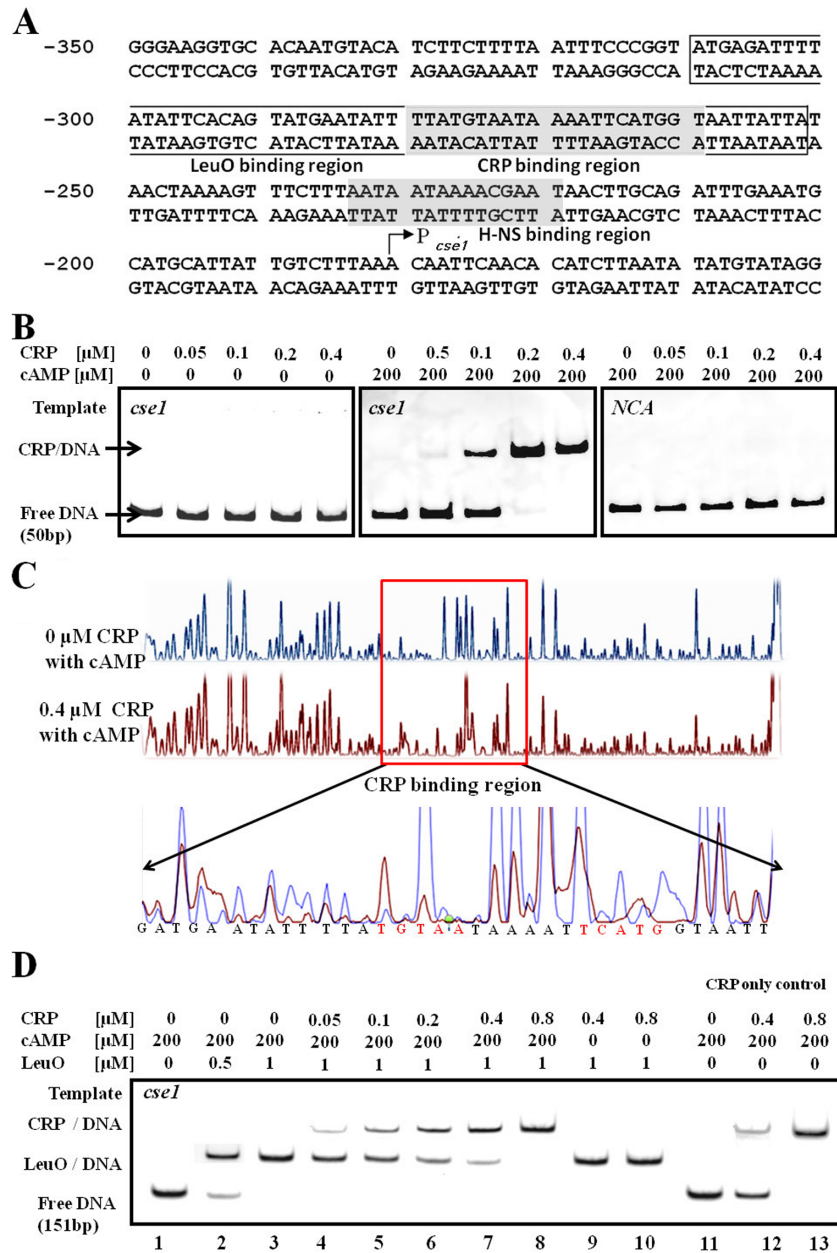 A
-350 GGGAAGGTGC ACAATGTACA TCTTCTTTTA ATTTCCCGGT ATGAGATTTT
CCCTTCCACG TGTTACATGT AGAAGAAAAT TAAAGGGCCA TACTCTAAAA
-300 ATATTCACAG TATGAATATT TTATGTAATA AAATTCATGG TAATTATTAT
TATAAGTGTC ATACTTATAA AATACATTAT TTTAAGTACC ATTAATAATA
LeuO binding region CRP binding region
-250 AACTAAAAGT TTCTTTAATA ATAAAACGAAT TAACTTGCAG ATTTGAAATG
TTGATTTTCA AAGAAATTAT TATTTTGCTTA ATTGAACGTC TAAACTTTAC
P cse1 H-NS binding region
-200 CATGCATTAT TGTCTTTAAA CAATTCAACA CATCTTAATA TATGTATAGG
GTACGTAATA ACAGAAATTT GTTAAGTTGT GTAGAATTAT ATACATATCC
B
CRP [µM] 0 0.05 0.1 0.2 0.4 0 0.5 0.1 0.2 0.4 0 0.05 0.1 0.2 0.4
cAMP [µM] 0 0 0 0 0 200 200 200 200 200 200 200 200 200 200
Template cse1 cse1 NCA
CRP/DNA
Free DNA
(50bp)
C
0 µM CRP
with cAMP
0.4 µM CRP
with cAMP
CRP binding region
G A T G A A T A T T T T A T G T A A T A A A A T T C A T G G T A A T T
D
CRP only control
CRP [µM] 0 0 0 0.05 0.1 0.2 0.4 0.8 0.4 0.8 0 0.4 0.8
cAMP [µM] 200 200 200 200 200 200 200 200 0 0 200 200 200
LeuO [µM] 0 0.5 1 1 1 1 1 1 1 1 0 0 0
Template cse1
CRP / DNA
LeuO / DNA
Free DNA
(151bp)
1 2 3 4 5 6 7 8 9 10 11 12 13